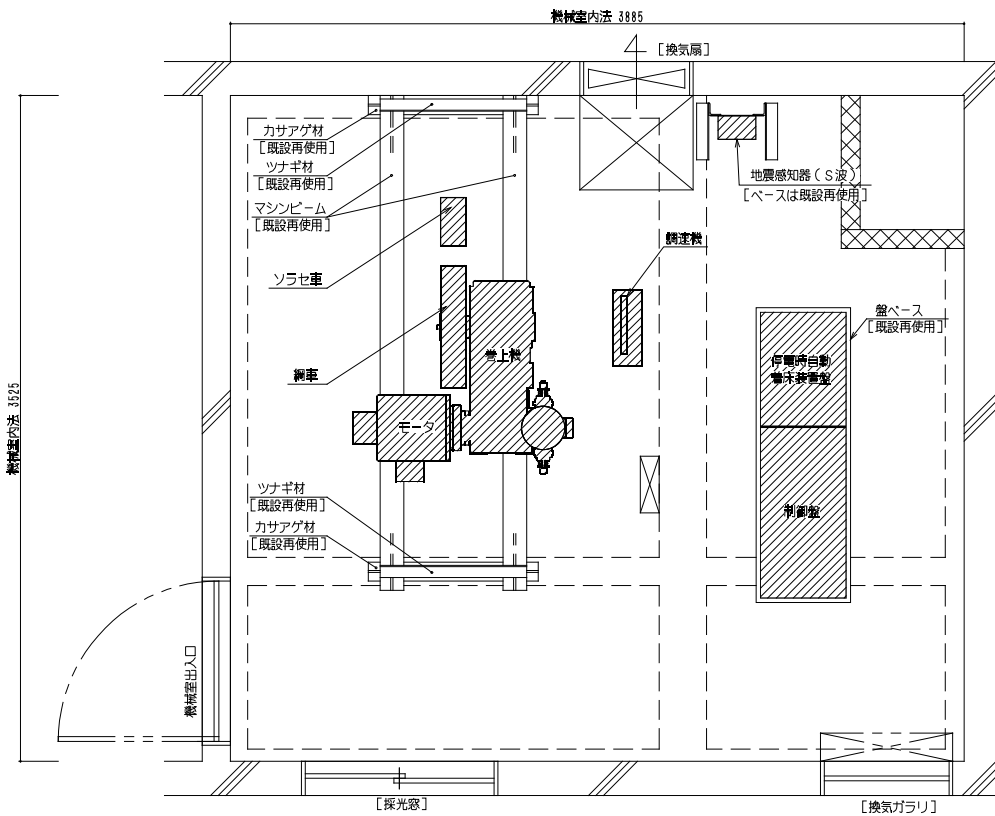 機械室内法 3885
[換気扇]
カサアゲ材
[既設再使用]
ツナギ材
[既設再使用]
マシンビーム
[既設再使用]
地震感知器(S波)
[ベースは既設再使用]
調速機
ソラセ車
盤ベース
[既設再使用]
巻上機
停電時自動
着床装置盤
綱車
機械室内法 3525
モータ
ツナギ材
[既設再使用]
制御盤
カサアゲ材
[既設再使用]
機械室出入口
[採光窓]
[換気ガラリ]